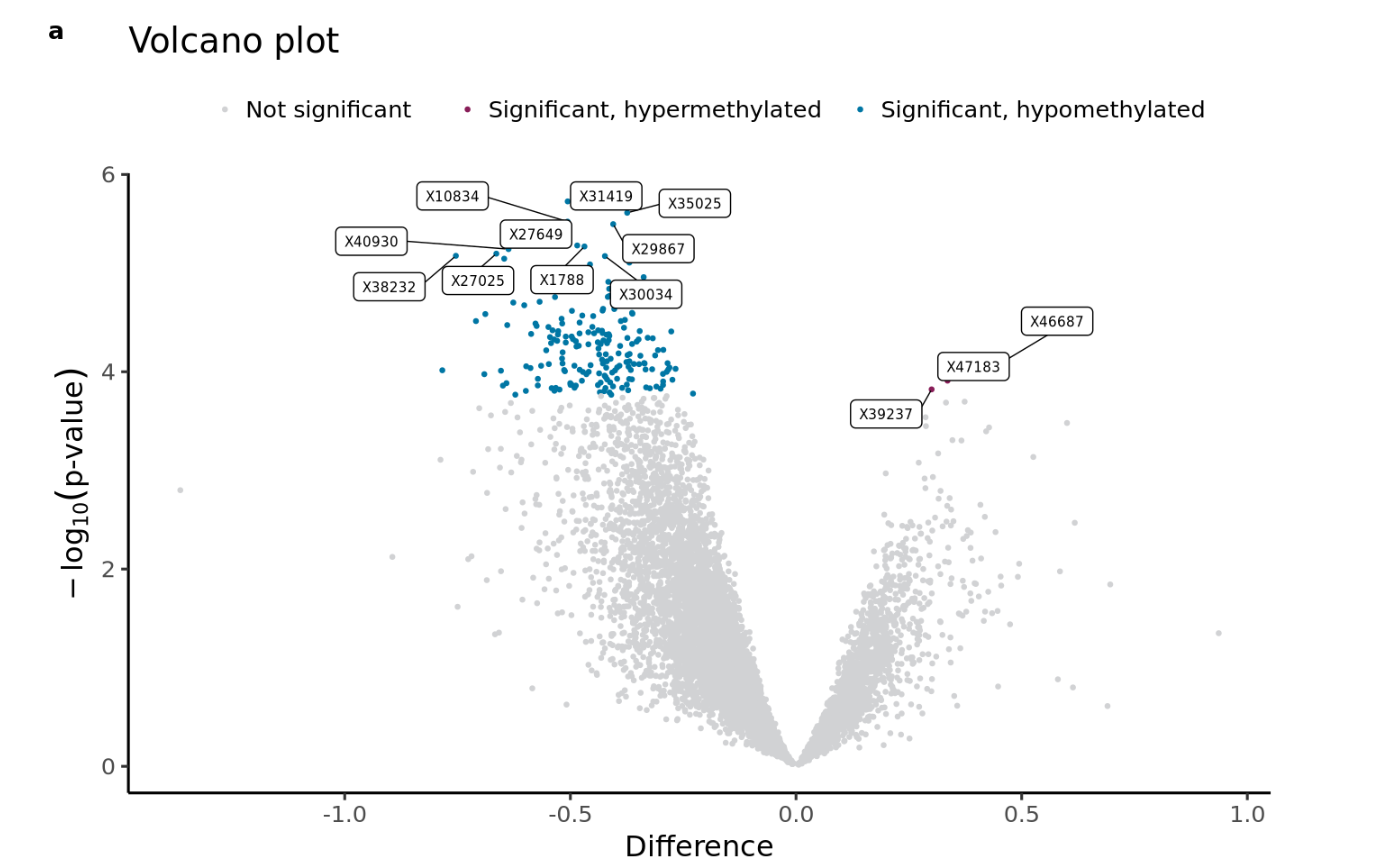 a
Volcano plot
Not significant
Significant, hypermethylated
Significant, hypomethylated
X10834
X31419
X35025
X40930
X27649
X29867
X38232
X27025
X1788
X30034
X46687
X47183
X39237
6
4
2
0
− log10(p-value)
-1.0
-0.5
0.0
0.5
1.0
Difference